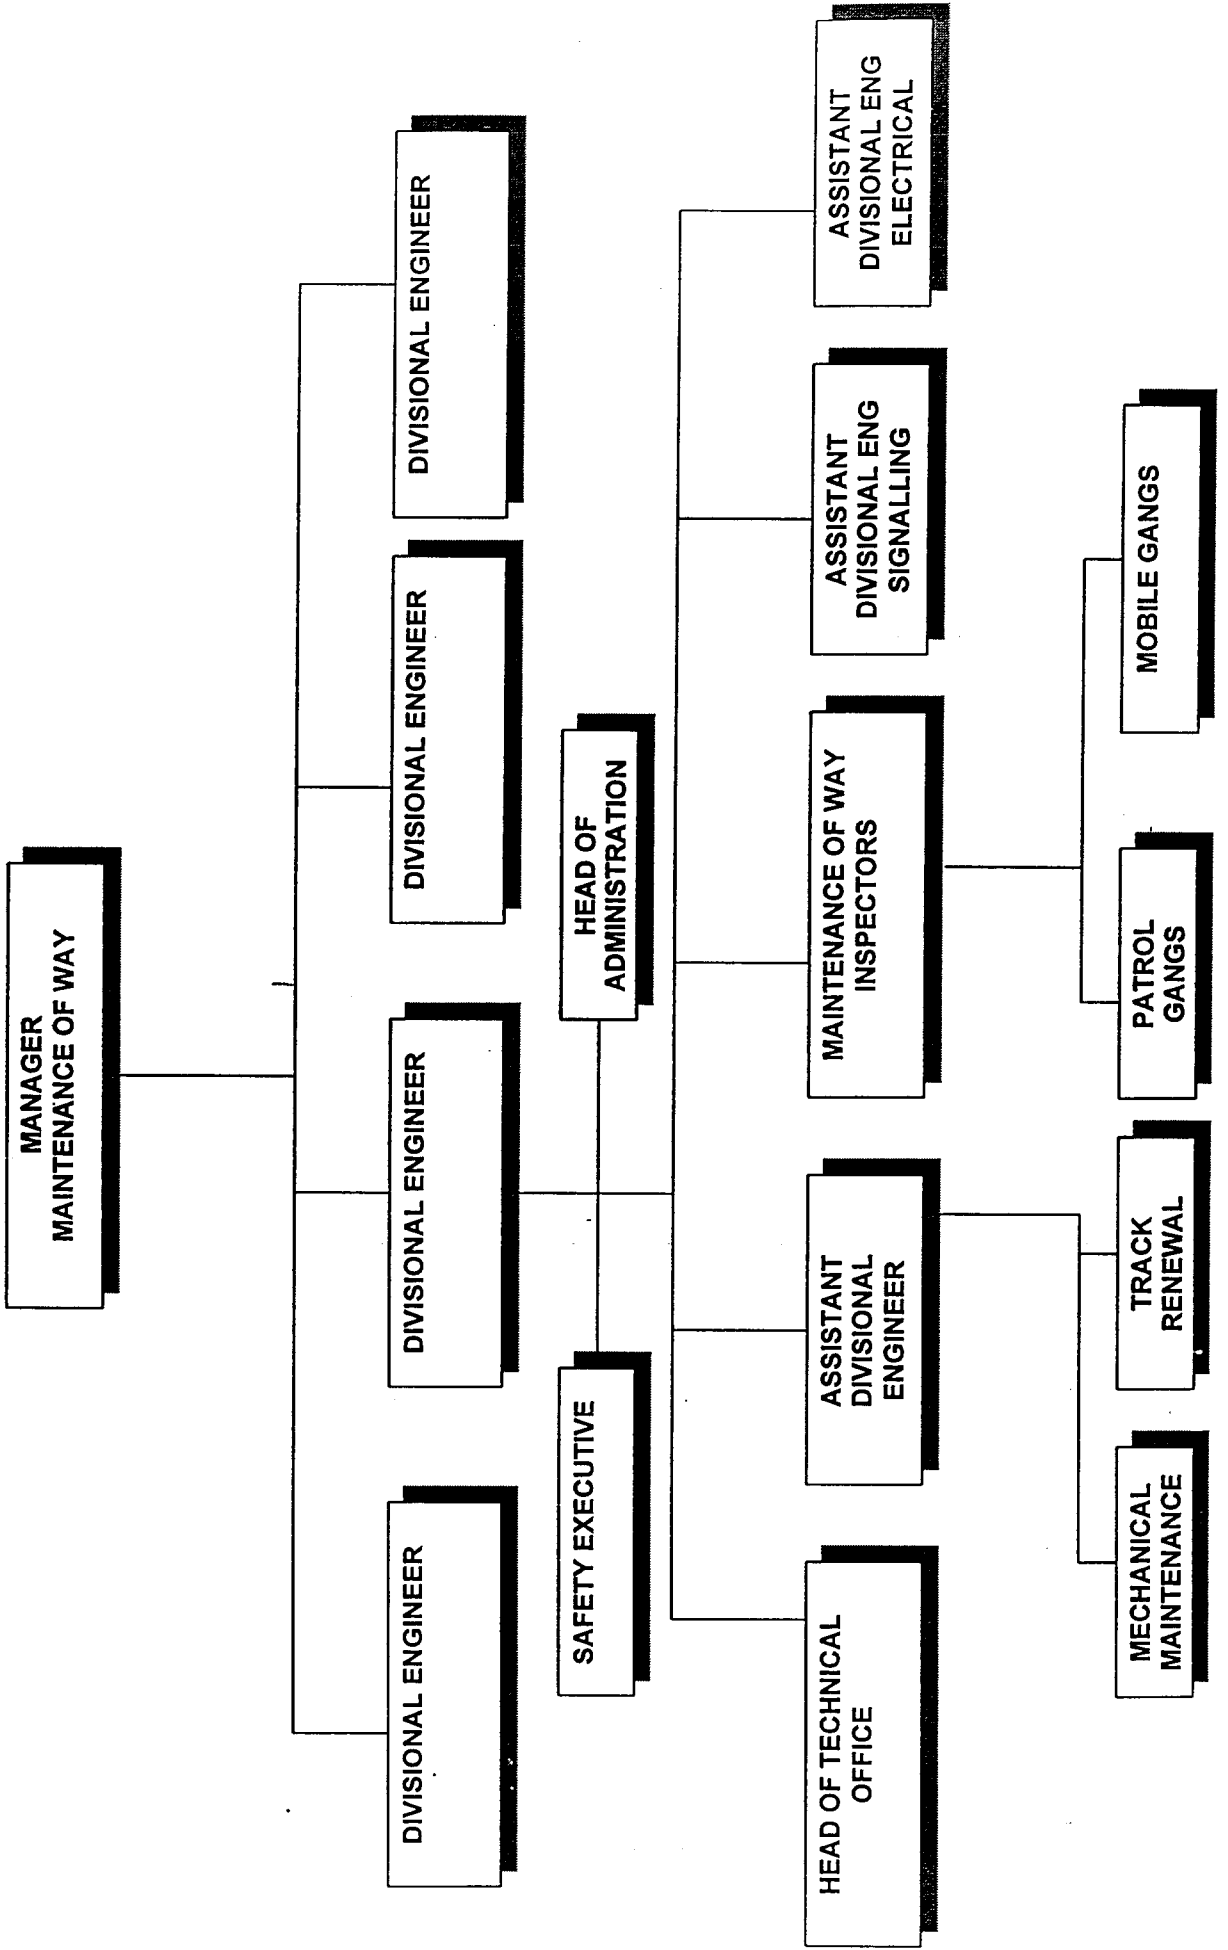 MANAGER
MAINTENANCE OF WAY
DIVISIONAL ENGINEER
DIVISIONAL ENGINEER
DIVISIONAL ENGINEER
DIVISIONAL ENGINEER
SAFETY EXECUTIVE
HEAD OF
ADMINISTRATION
HEAD OF TECHNICAL
OFFICE
ASSISTANT
DIVISIONAL
ENGINEER
MAINTENANCE OF WAY
INSPECTORS
ASSISTANT
DIVISIONAL ENG
SIGNALLING
ASSISTANT
DIVISIONAL ENG
ELECTRICAL
MECHANICAL
MAINTENANCE
TRACK
RENEWAL
PATROL
GANGS
MOBILE GANGS